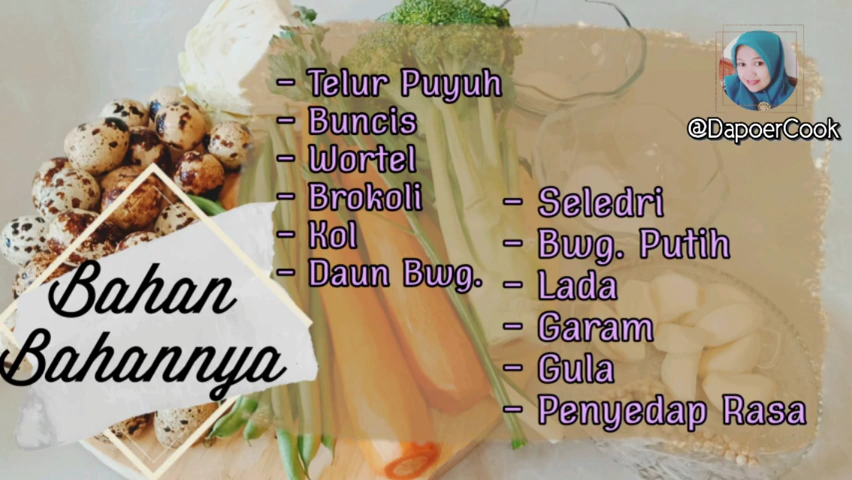 @DapoerCook
- Telur Puyuh
- Buncis
- Wortel
- Brokoli
- Kol
- Daun Bwg.
- Seledri
- Bwg. Putih
- Lada
- Garam
- Gula
- Penyedap Rasa
Bahan
Bahannya